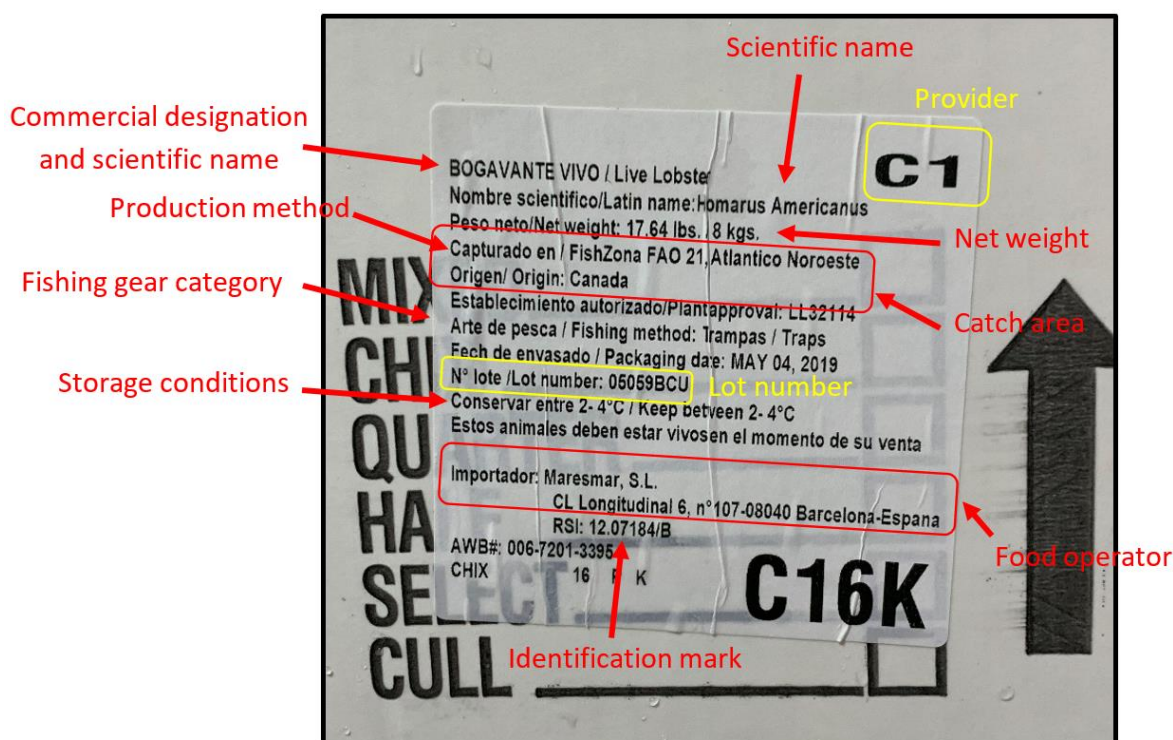 Scientific name
Provider
Commercial designation
and scientific name
C1
BOGAVANTE VIVO / Live Lobster
Nombre scientifico/Latin name:Homarus Americanus
Production method
Peso neto/Net weight: 17.64 lbs. 8 kgs.
Net weight
Capturado en / FishZona FAO 21, Atlantico Noroeste
Origen/ Origin: Canada
Fishing gear category
Establecimiento autorizado/Plantapproval: LL32114
Catch area
Arte de pesca / Fishing method: Trampas / Traps
Fech de envasado / Packaging date: MAY 04, 2019
Storage conditions
Nº lote /Lot number: 05059BCU
Lot number
Conservar entre 2- 4°C / Keep between 2- 4°C
Estos animales deben estar vivosen el momento de su venta
Importador: Maresmar, S.L.
CL Longitudinal 6, nº107-08040 Barcelona-Espana
RSI: 12.07184/B
Food operator
AWB#: 006-7201-3395
CHIX 16 K
C16K
Identification mark
MIX
CHI
QU
HA
SELECT
CULL